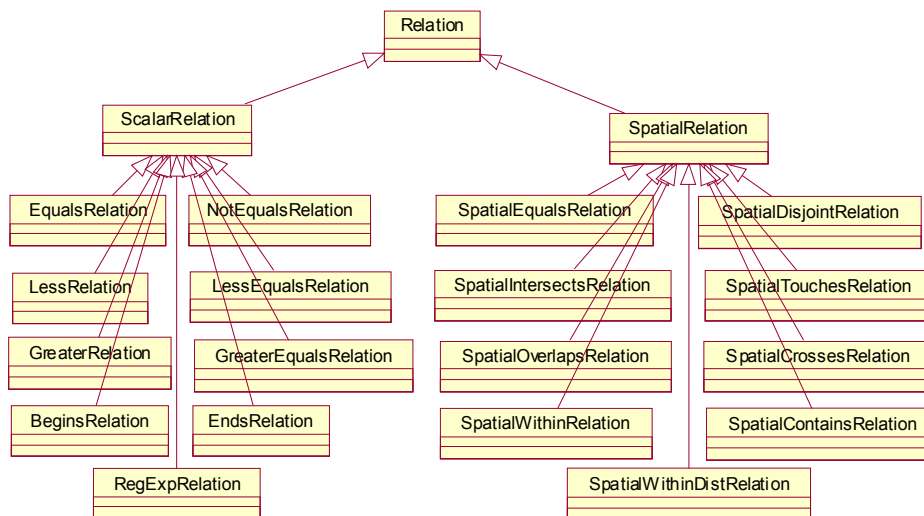 Relation
ScalarRelation
SpatialRelation
EqualsRelation
NotEqualsRelation
SpatialEqualsRelation
SpatialDisjointRelation
LessRelation
LessEqualsRelation
SpatialIntersectsRelation
SpatialTouchesRelation
GreaterRelation
GreaterEqualsRelation
SpatialOverlapsRelation
SpatialCrossesRelation
BeginsRelation
EndsRelation
SpatialWithinRelation
SpatialContainsRelation
RegExpRelation
SpatialWithinDistRelation